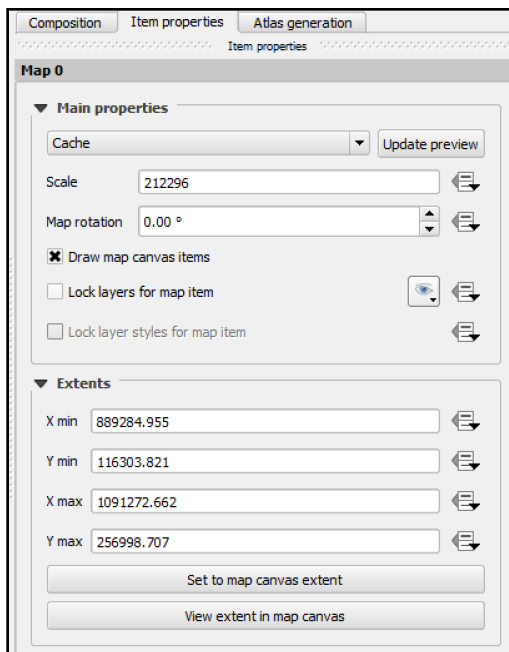 Composition Item properties Atlas generation
Item properties
Map 0
Main properties
Cache Update preview
Scale 212296
Map rotation 0.00 °
Draw map canvas items
Lock layers for map item
Lock layer styles for map item
Extents
X min 889284.955
Y min 116303.821
X max 1091272.662
Y max 256998.707
Set to map canvas extent
View extent in map canvas